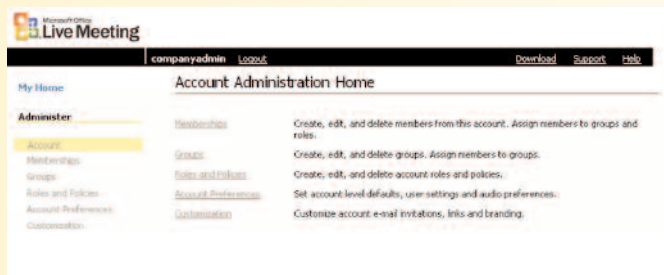 Microsoft Office
Live Meeting
companyadmin Logout Download Support Help
My Home
Account Administration Home
Administer
Account
Memberships
Groups
Roles and Policies
Account Preferences
Customization
Memberships Create, edit, and delete members from this account. Assign members to groups and
roles.
Groups Create, edit, and delete groups. Assign members to groups.
Roles and Policies Create, edit, and delete account roles and policies.
Account Preferences Set account level defaults, user settings and audio preferences.
Customization Customize account e-mail invitations, links and branding.